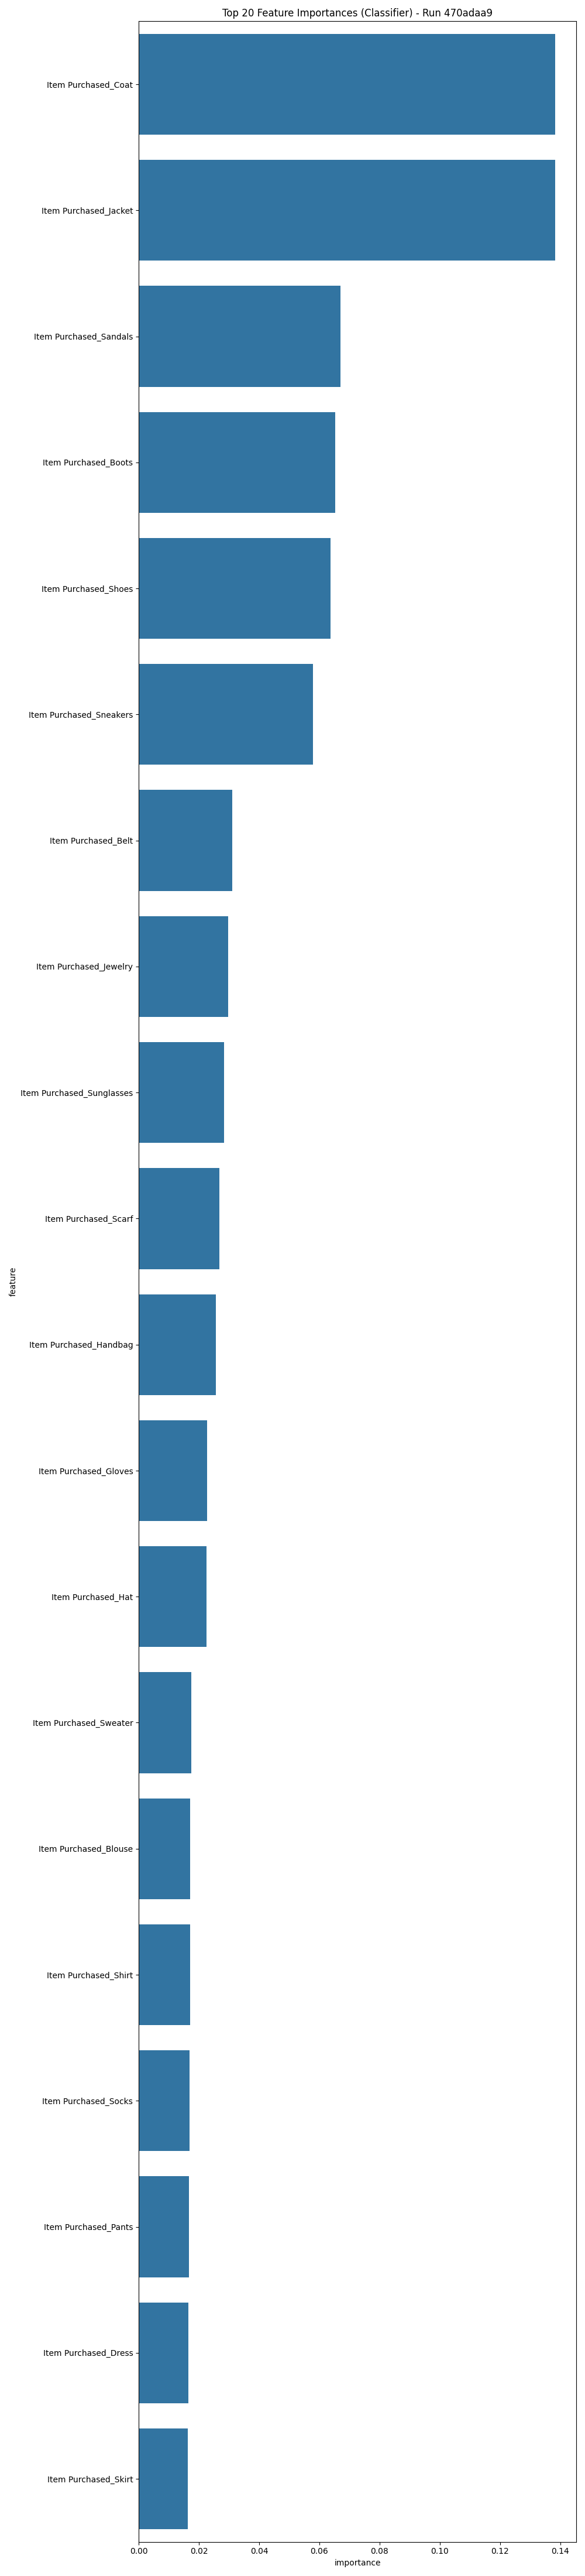 Top 20 Feature Importances (Classifier) - Run 470adaa9
Item Purchased_Coat
Item Purchased_Jacket
Item Purchased_Sandals
Item Purchased_Boots
Item Purchased_Shoes
Item Purchased_Sneakers
Item Purchased_Belt
Item Purchased_Jewelry
Item Purchased_Sunglasses
Item Purchased_Scarf
feature
Item Purchased_Handbag
Item Purchased_Gloves
Item Purchased_Hat
Item Purchased_Sweater
Item Purchased_Blouse
Item Purchased_Shirt
Item Purchased_Socks
Item Purchased_Pants
Item Purchased_Dress
Item Purchased_Skirt
0.00 0.02 0.04 0.06 0.08 0.10 0.12 0.14
importance